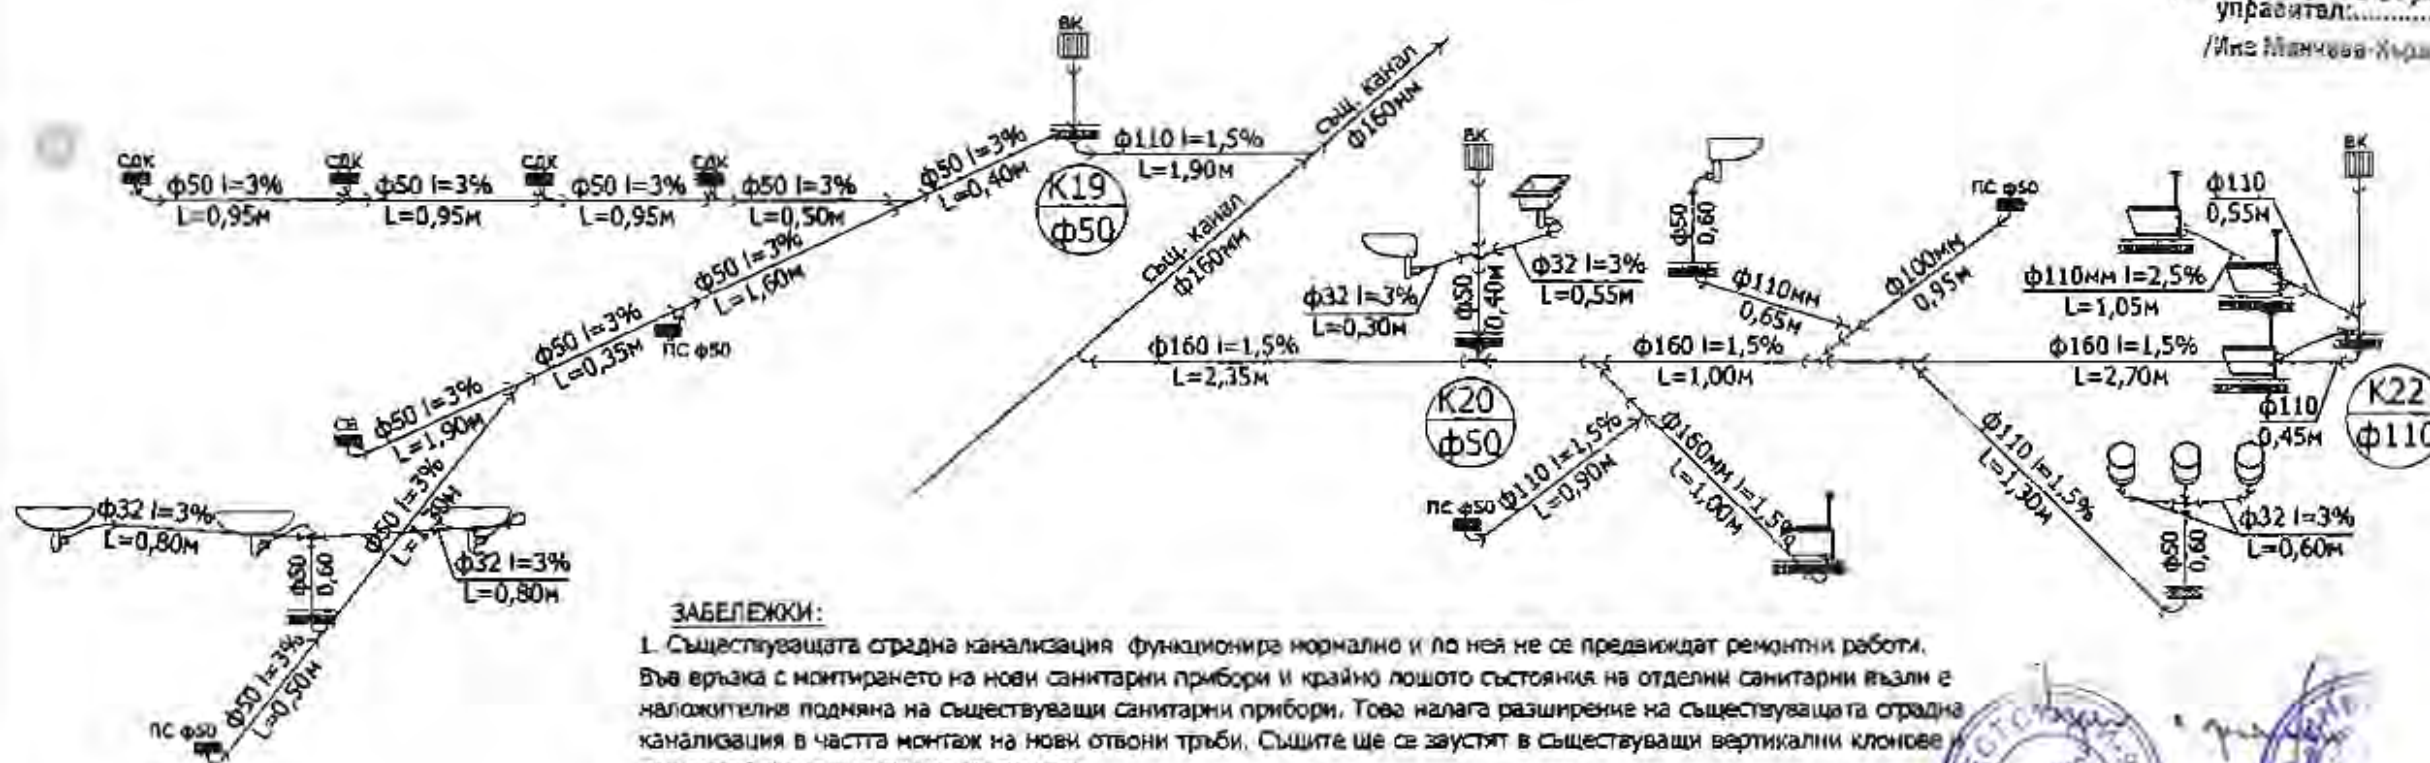 управител:..........
ВК
същ. канал
ф160мм
ф50 i=3%
L=0,40м
ф110 i=1,5%
L=1,90м
К19
ф50
СДК
СДК
СДК
СДК
ф50 i=3%
L=0,95м
ф50 i=3%
L=0,95м
ф50 i=3%
L=0,95м
ф50 i=3%
L=0,50м
ф50 i=3%
L=1,60м
същ. канал
ф160мм
ф50 i=3%
L=0,35м
ПС ф50
ф50 i=3%
L=1,90м
ф50 i=3%
ф32 i=3%
L=0,80м
ф50
0,60
ф32 i=3%
L=0,80м
ф50 i=3%
L=0,50м
ПС ф50
ВК
ф32 i=3%
L=0,30м
ф50
0,40м
ф32 i=3%
L=0,55м
ф160 i=1,5%
L=2,35м
К20
ф50
ф50
0,60
ф110мм
0,65м
ПС ф50
ф100мм
0,95м
ф160 i=1,5%
L=1,00м
ПС ф50
ф110 i=1,5%
L=0,90м
ф160мм i=1,5%
L=1,00м
ВК
ф110
0,55м
ф110мм i=2,5%
L=1,05м
ф160 i=1,5%
L=2,70м
ф110
0,45м
К22
ф110
ф110 i=1,5%
L=1,30м
ф32 i=3%
L=0,60м
ф50
0,60
ЗАБЕЛЕЖКИ:
1. Съществуващата сградна канализация функционира нормално и по нея не се предвиждат ремонтни работи.
Във връзка с монтирането на нови санитарни прибори и крайно лошото състояния на отделни санитарни възли е
наложителна подмяна на съществуващи санитарни прибори. Това налага разширение на съществуващата сградна
канализация в частта монтаж на нови отвони тръби. Същите ще се заустят в съществуващи вертикални клонове и